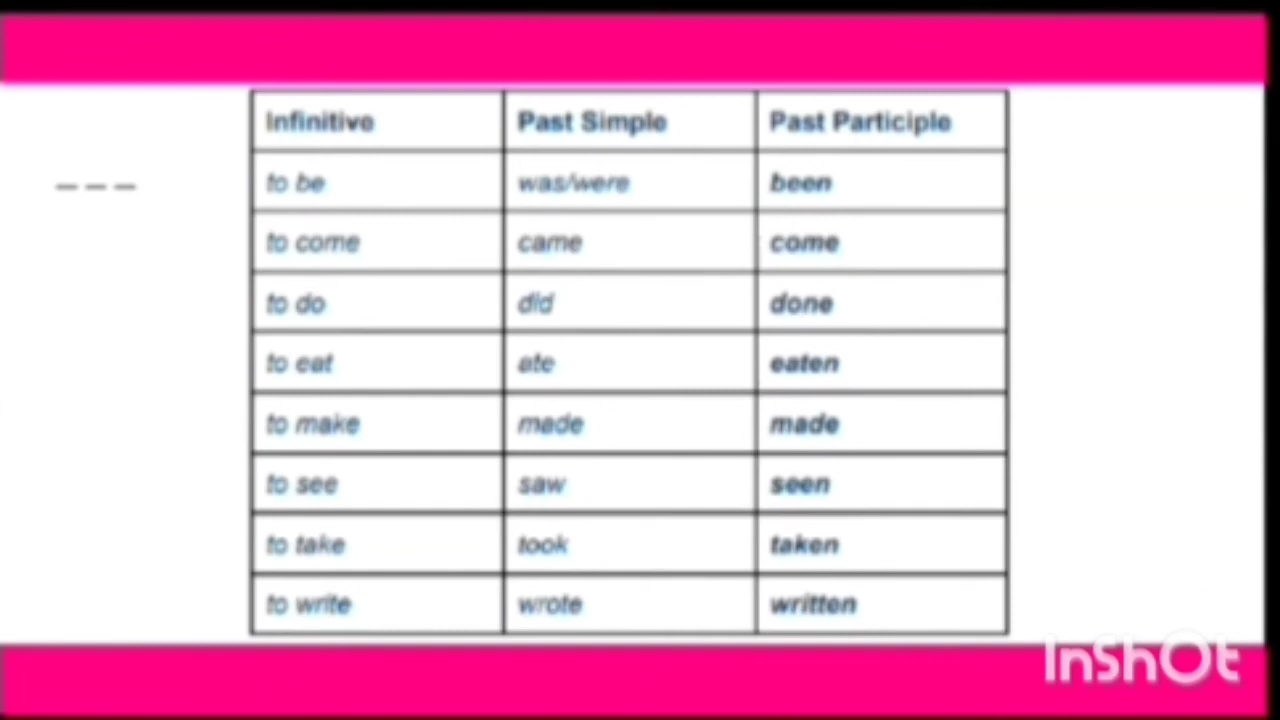 Infinitive Past Simple Past Participle
--- to be was/were been
to come came come
to do did done
to eat ate eaten
to make made made
to see saw seen
to take took taken
to write wrote written
InShOt